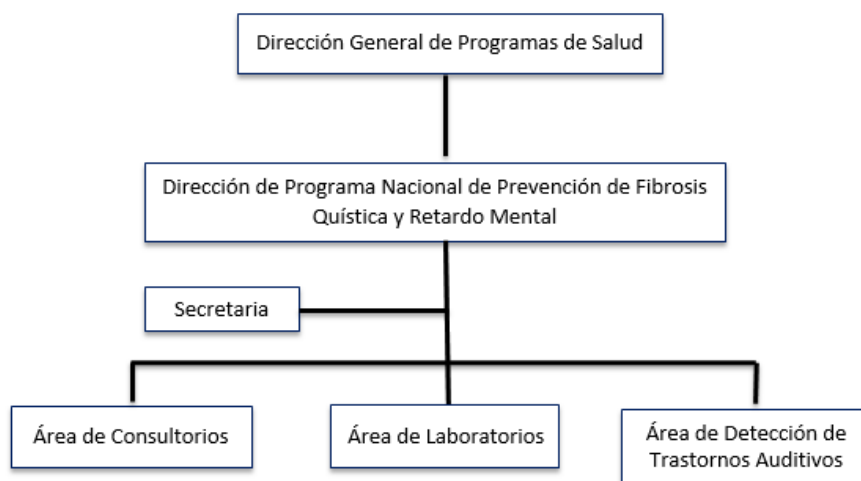 Dirección General de Programas de Salud
Dirección de Programa Nacional de Prevención de Fibrosis
Quística y Retardo Mental
Secretaria
Área de Consultorios
Área de Laboratorios
Área de Detección de
Trastornos Auditivos